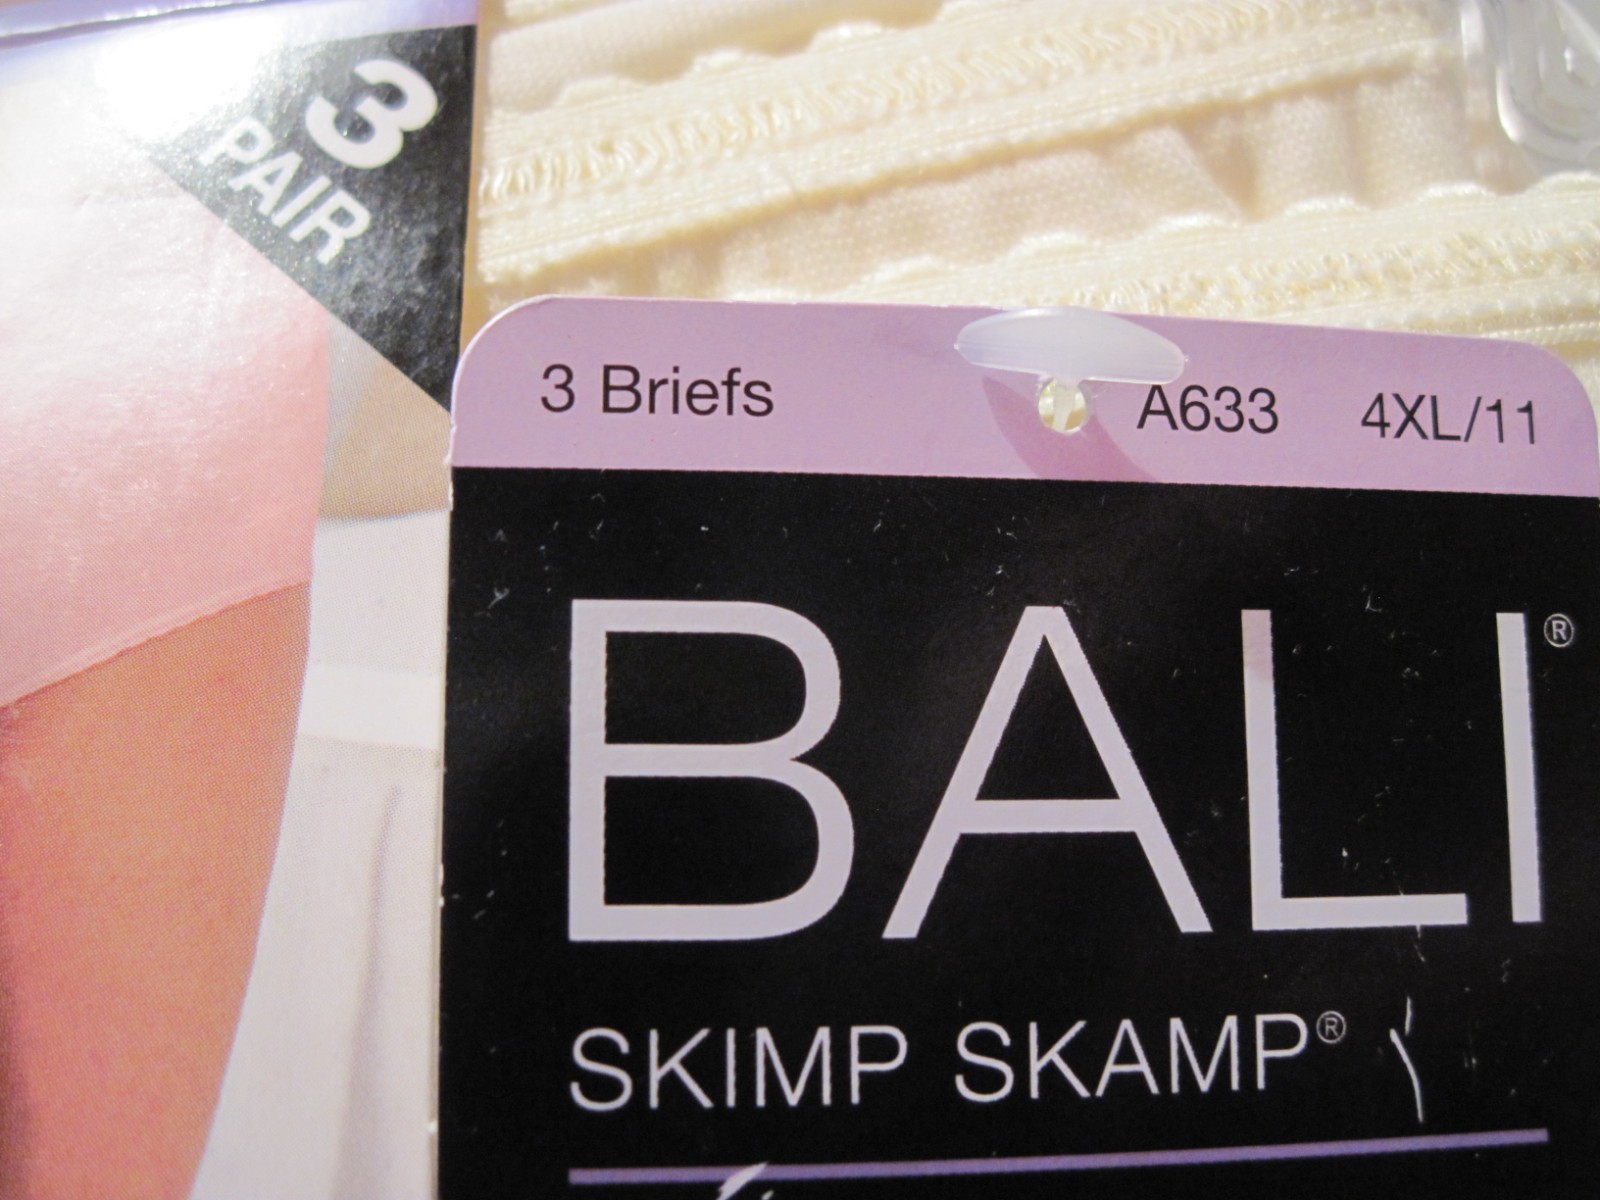 3
PAIR
3 Briefs A633 4XL/11
BALI®
SKIMP SKAMP®